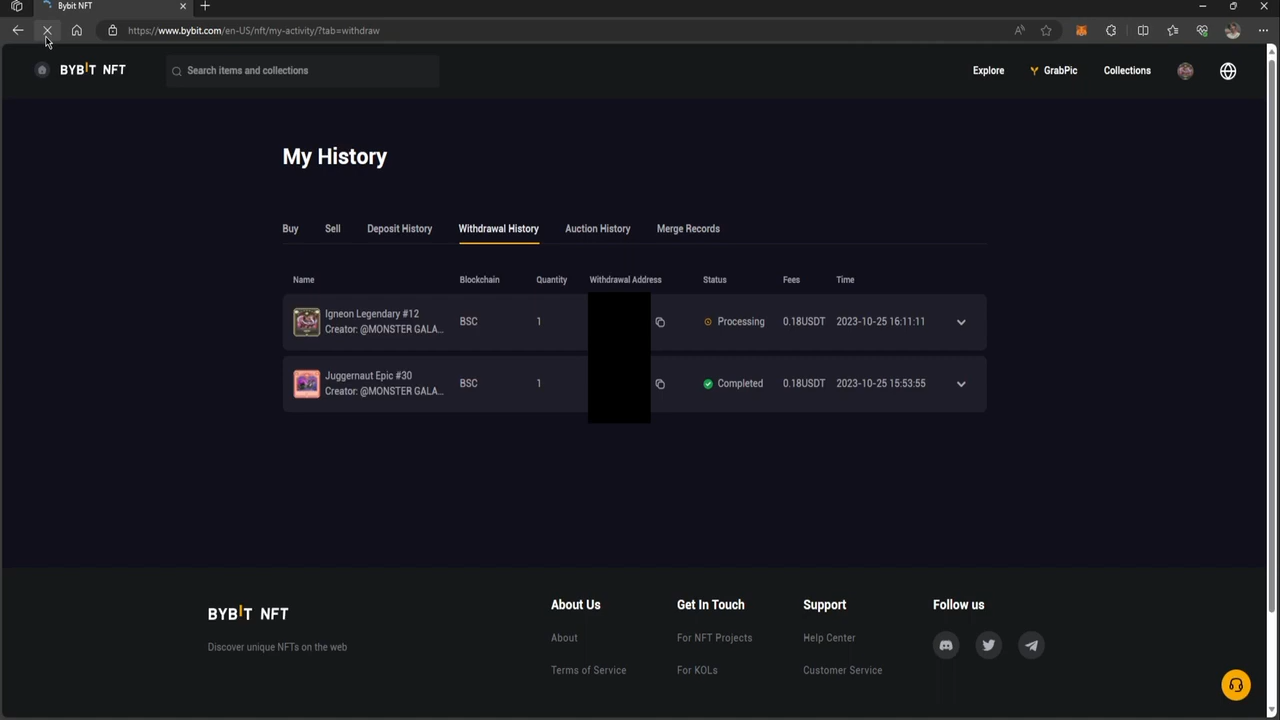 Bybit NFT
https://www.bybit.com/en-US/nft/my-activity/?tab=withdraw
BYBIT NFT
Search items and collections
Explore
GrabPic
Collections
My History
Buy
Sell
Deposit History
Withdrawal History
Auction History
Merge Records
Name
Blockchain
Quantity
Withdrawal Address
Status
Fees
Time
Igneon Legendary #12
Creator: @MONSTER GALA...
BSC
1
Processing
0.18USDT
2023-10-25 16:11:11
Juggernaut Epic #30
Creator: @MONSTER GALA...
BSC
1
Completed
0.18USDT
2023-10-25 15:53:55
BYBIT NFT
Discover unique NFTs on the web
About Us
About
Terms of Service
Get In Touch
For NFT Projects
For KOLs
Support
Help Center
Customer Service
Follow us